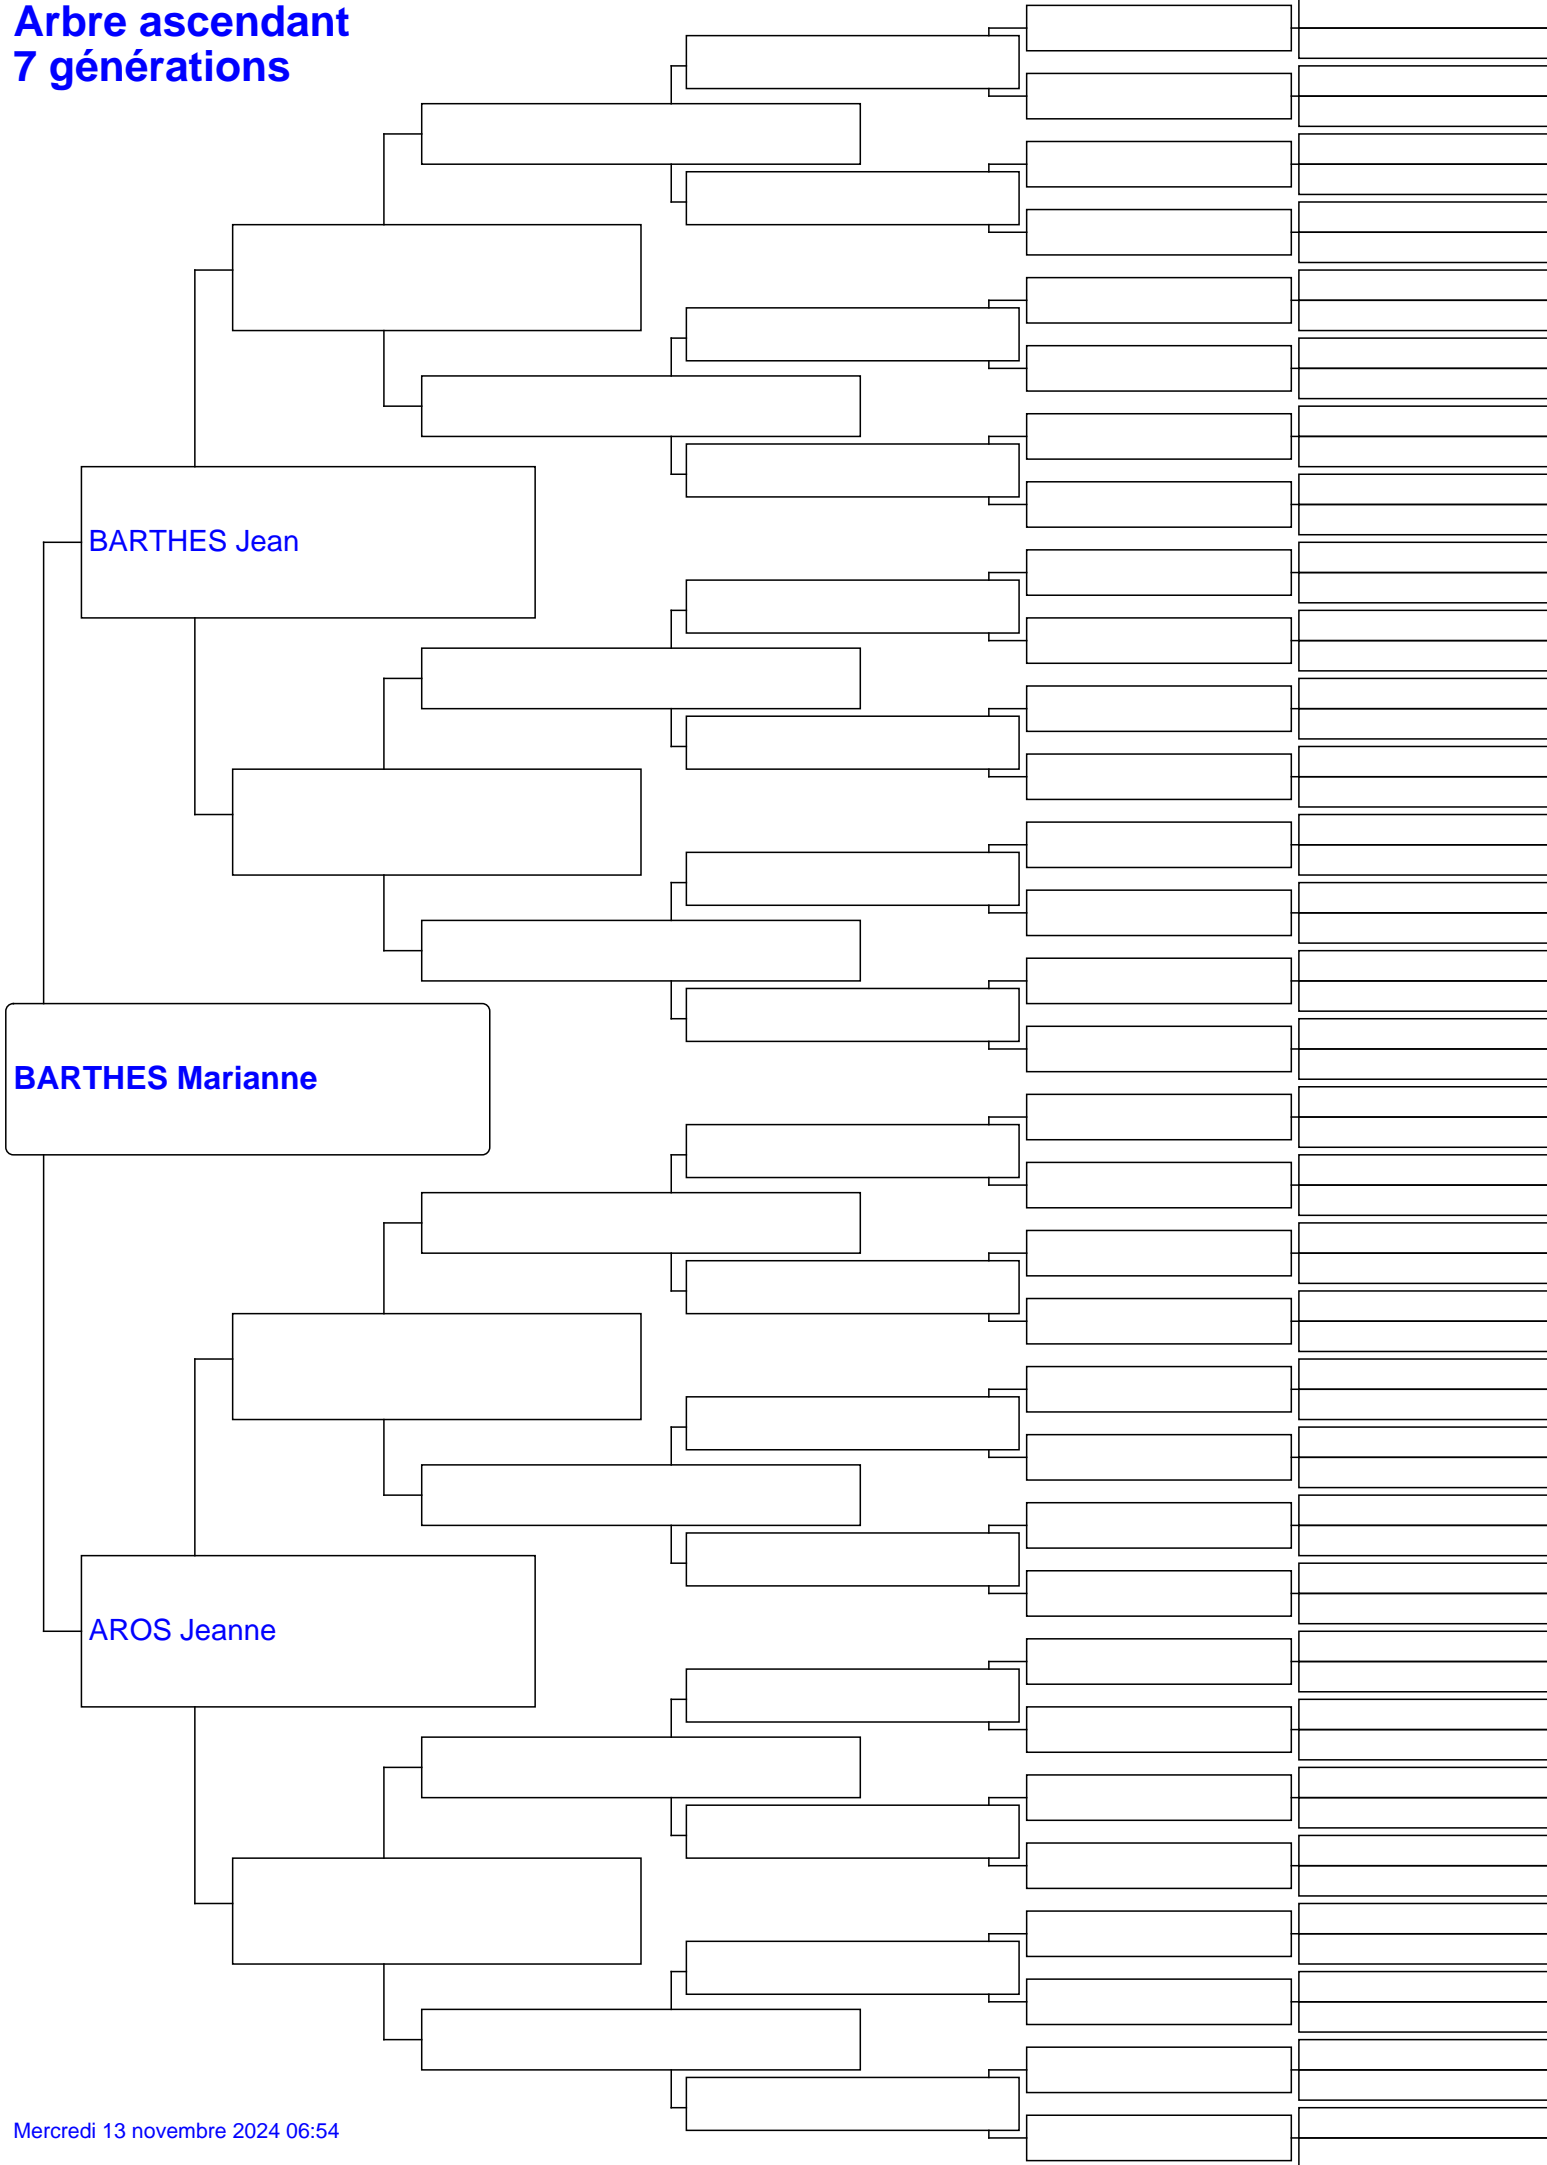 Arbre ascendant
7 générations
BARTHES Jean
BARTHES Marianne
AROS Jeanne
Mercredi 13 novembre 2024 06:54